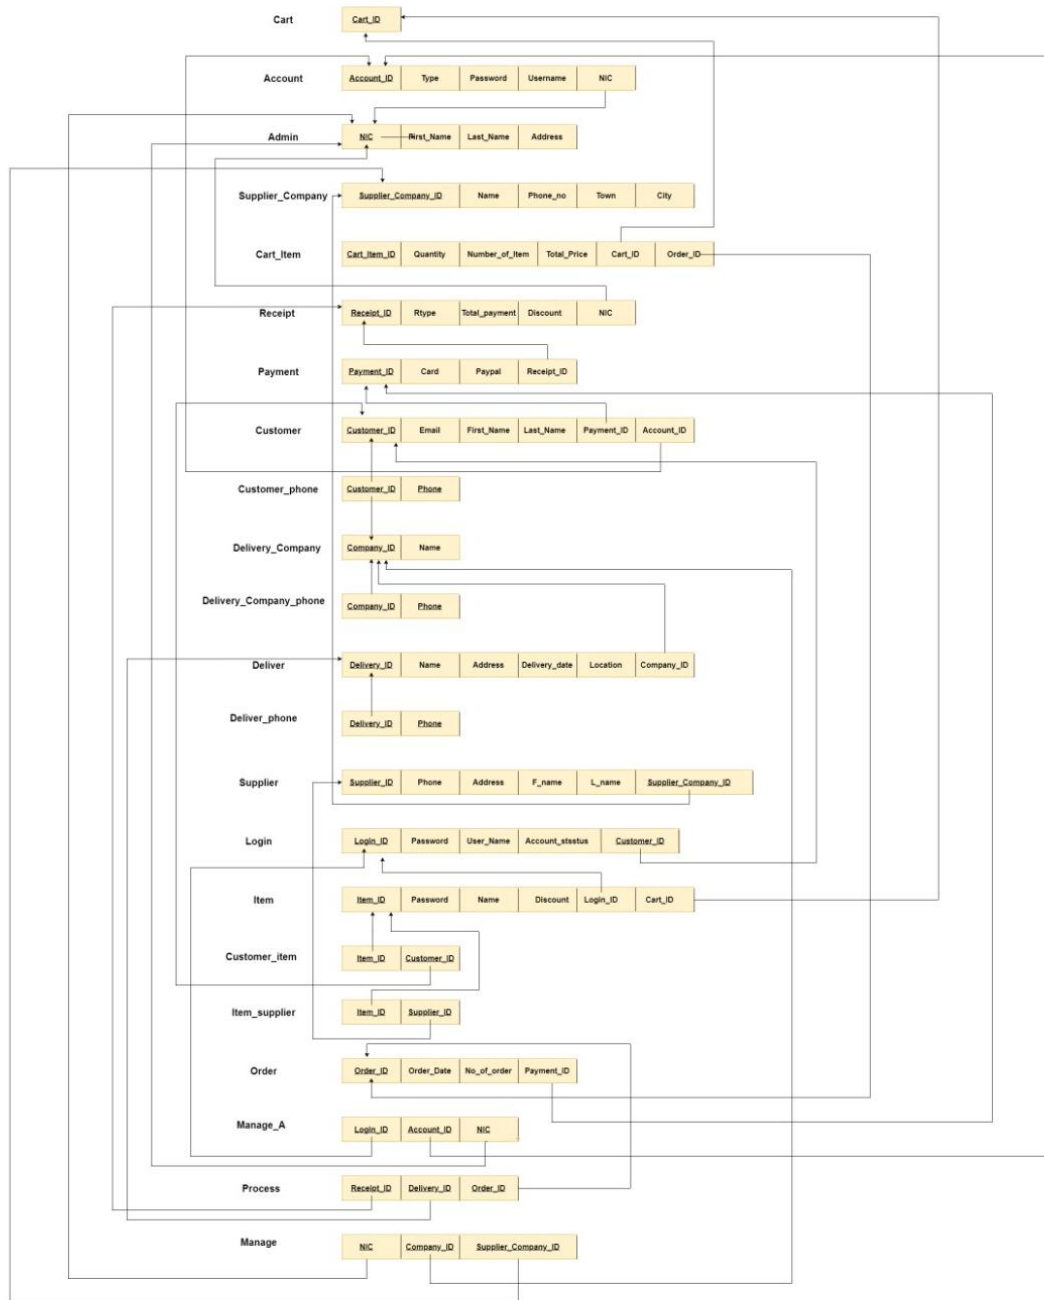 Cart Cart_ID
Account Account_ID Type Password Username NIC
Admin NIC First_Name Last_Name Address
Supplier_Company Supplier_Company_ID Name Phone_no Town City
Cart_Item Cart_Item_ID Quantity Number_of_Item Total_Price Cart_ID Order_ID
Receipt Receipt_ID Rtype Total_payment Discount NIC
Payment Payment_ID Card Paypal Receipt_ID
Customer Customer_ID Email First_Name Last_Name Payment_ID Account_ID
Customer_phone Customer_ID Phone
Delivery_Company Company_ID Name
Delivery_Company_phone Company_ID Phone
Deliver Delivery_ID Name Address Delivery_date Location Company_ID
Deliver_phone Delivery_ID Phone
Supplier Supplier_ID Phone Address F_name L_name Supplier_Company_ID
Login Login_ID Password User_Name Account_stsstus Customer_ID
Item Item_ID Password Name Discount Login_ID Cart_ID
Customer_item Item_ID Customer_ID
Item_supplier Item_ID Supplier_ID
Order Order_ID Order_Date No_of_order Payment_ID
Manage_A Login_ID Account_ID NIC
Process Receipt_ID Delivery_ID Order_ID
Manage NIC Company_ID Supplier_Company_ID